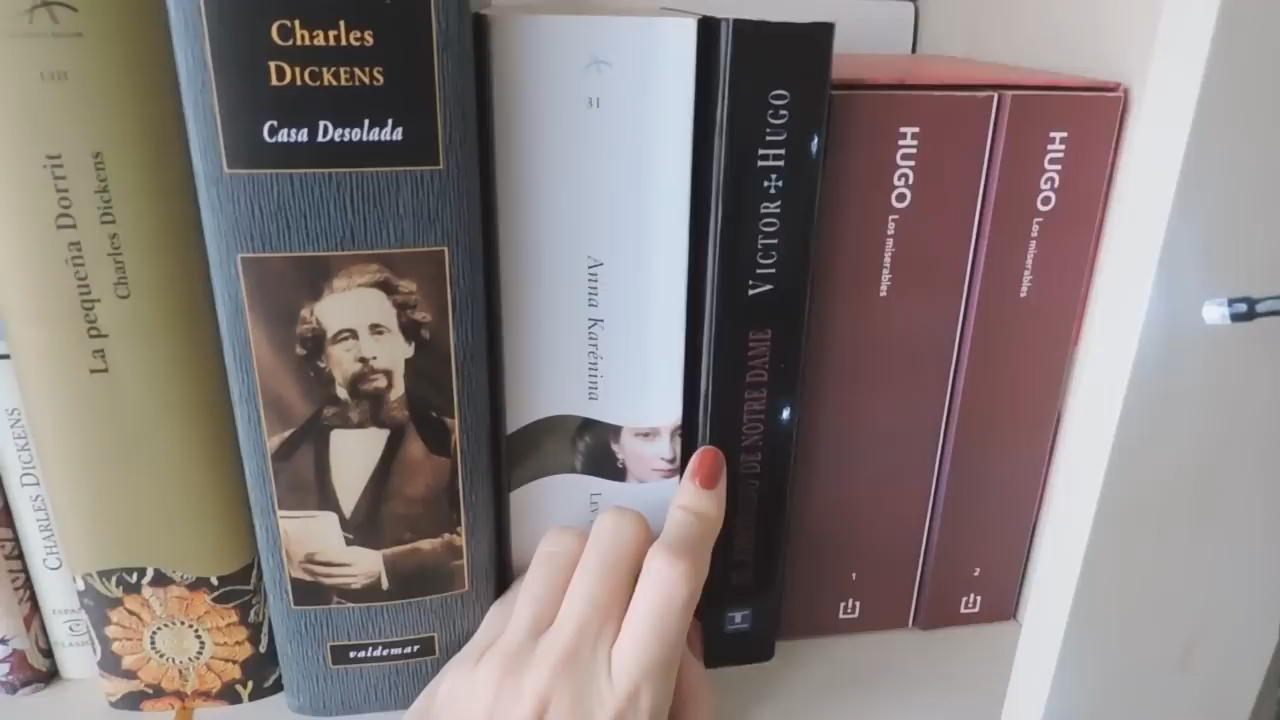 CHARLES DICKENS
La pequeña Dorrit
Charles Dickens
Charles
DICKENS
Casa Desolada
valdemar
31
Anna Karénina
VICTOR HUGO
DE NOTRE DAME
HUGO Los miserables
1
HUGO Los miserables
2